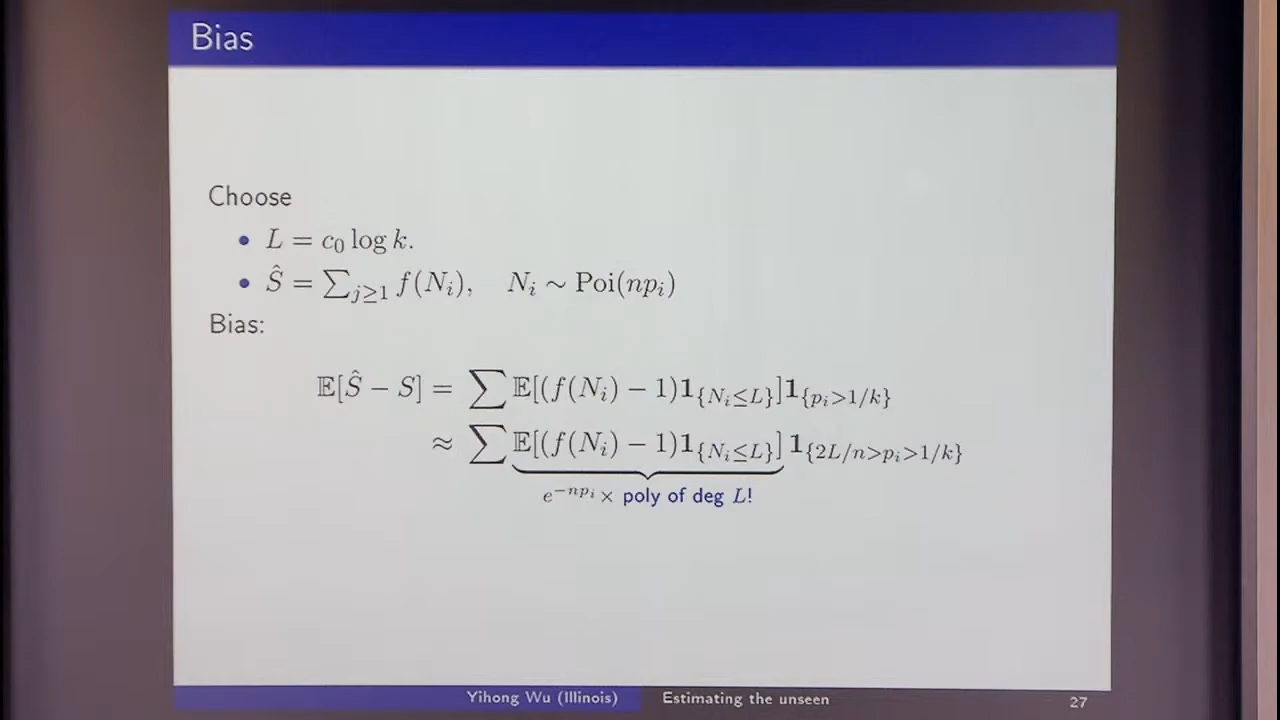 Bias
Choose
• L = c₀ log k.
• Ŝ = ∑_{j≥1} f(N_i), N_i ∼ Poi(np_i)
Bias:
𝔼[Ŝ − S] = ∑ 𝔼[(f(N_i) − 1)𝟏_{N_i≤L}]𝟏_{p_i>1/k}
≈ ∑ 𝔼[(f(N_i) − 1)𝟏_{N_i≤L}] 𝟏_{2L/n>p_i>1/k}
e^{−np_i} × poly of deg L!
Yihong Wu (Illinois) Estimating the unseen 27